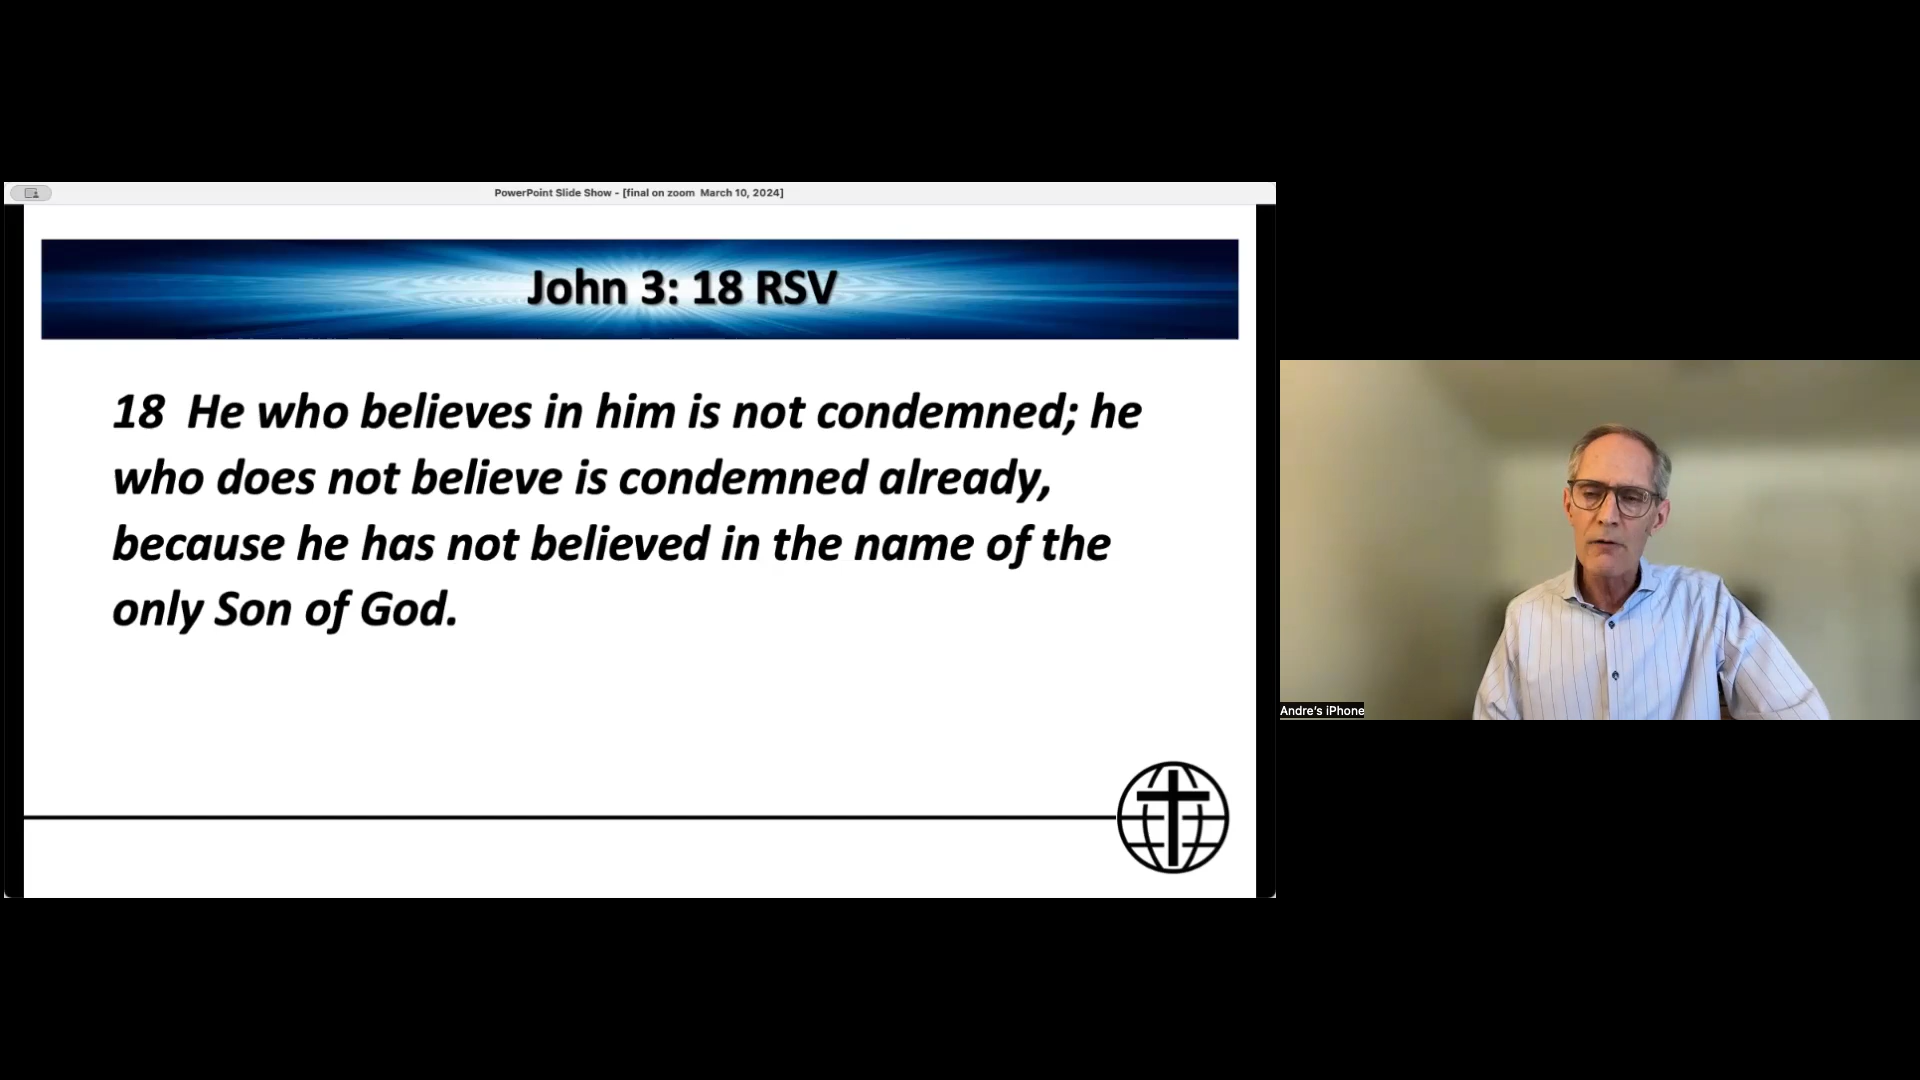 PowerPoint Slide Show - [final on zoom  March 10, 2024]
John 3: 18 RSV
18  He who believes in him is not condemned; he
who does not believe is condemned already,
because he has not believed in the name of the
only Son of God.
Andre's iPhone